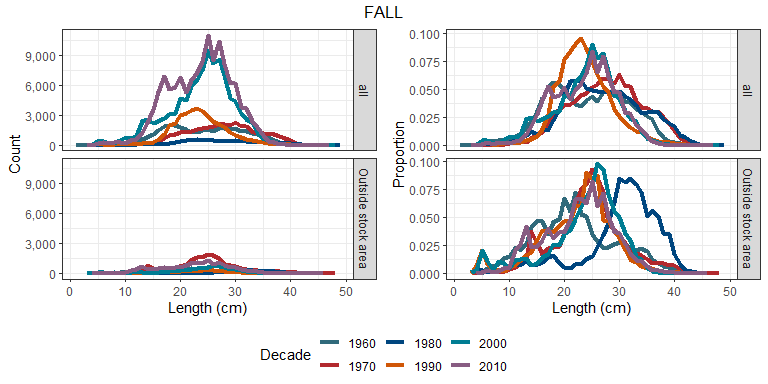 FALL
Count
9,000
6,000
3,000
0
all
9,000
6,000
3,000
0
Outside stock area
0 10 20 30 40 50
Length (cm)
Proportion
0.100
0.075
0.050
0.025
0.000
all
0.100
0.075
0.050
0.025
0.000
Outside stock area
0 10 20 30 40 50
Length (cm)
Decade
1960 1980 2000
1970 1990 2010